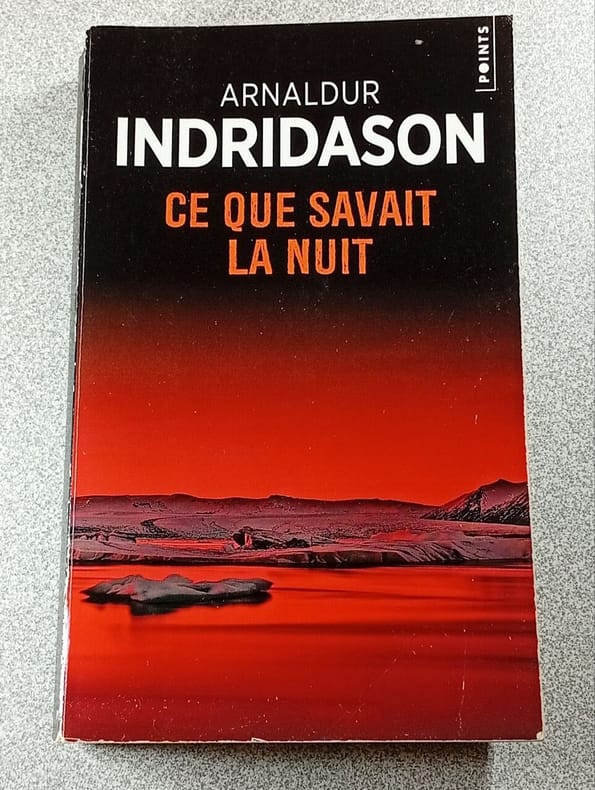 POINTS
ARNALDUR
INDRIDASON
CE QUE SAVAIT
LA NUIT